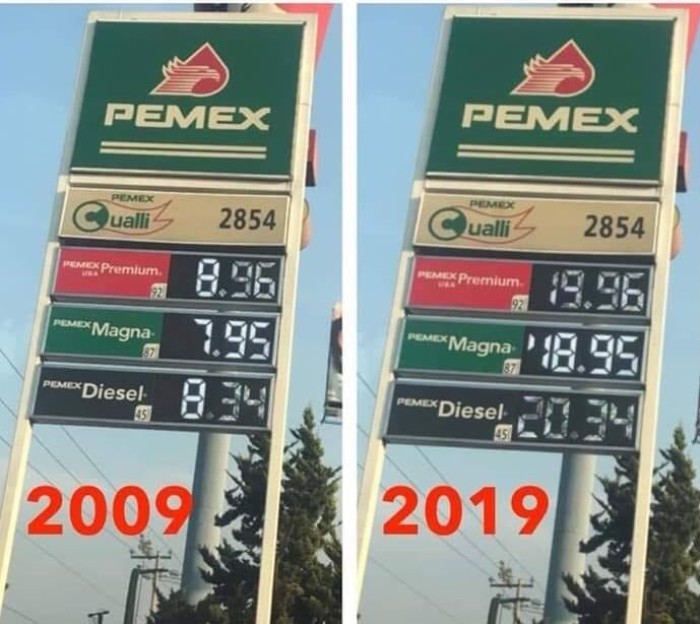 PEMEX
PEMEX
Cualli 2854
PEMEX Premium 8.96
UBA 92
PEMEX Magna 7.95
87
PEMEX Diesel 8.34
45
2009
PEMEX
PEMEX
Cualli 2854
PEMEX Premium 19.96
UBA 92
PEMEX Magna 18.95
87
PEMEX Diesel 20.34
45
2019